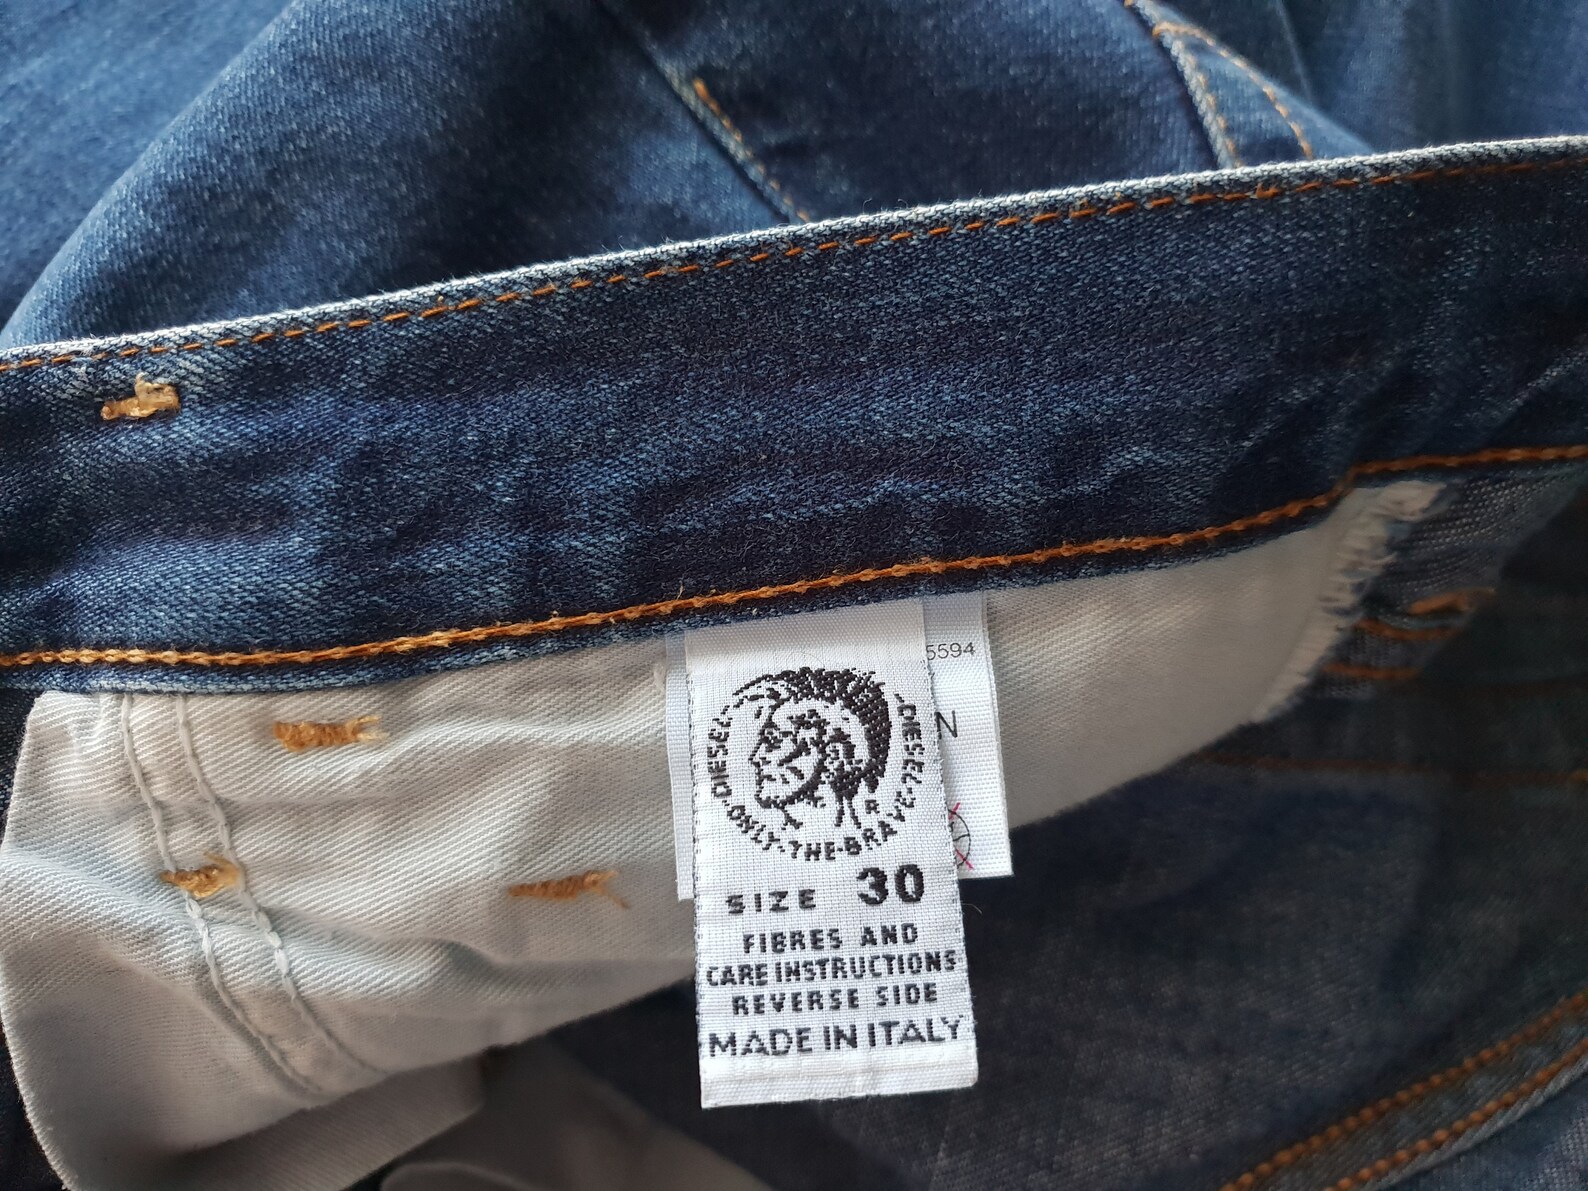 5594
N
DIESEL·ONLY·THE·BRAVE·DIESEL
R
SIZE 30
FIBRES AND
CARE INSTRUCTIONS
REVERSE SIDE
MADE IN ITALY